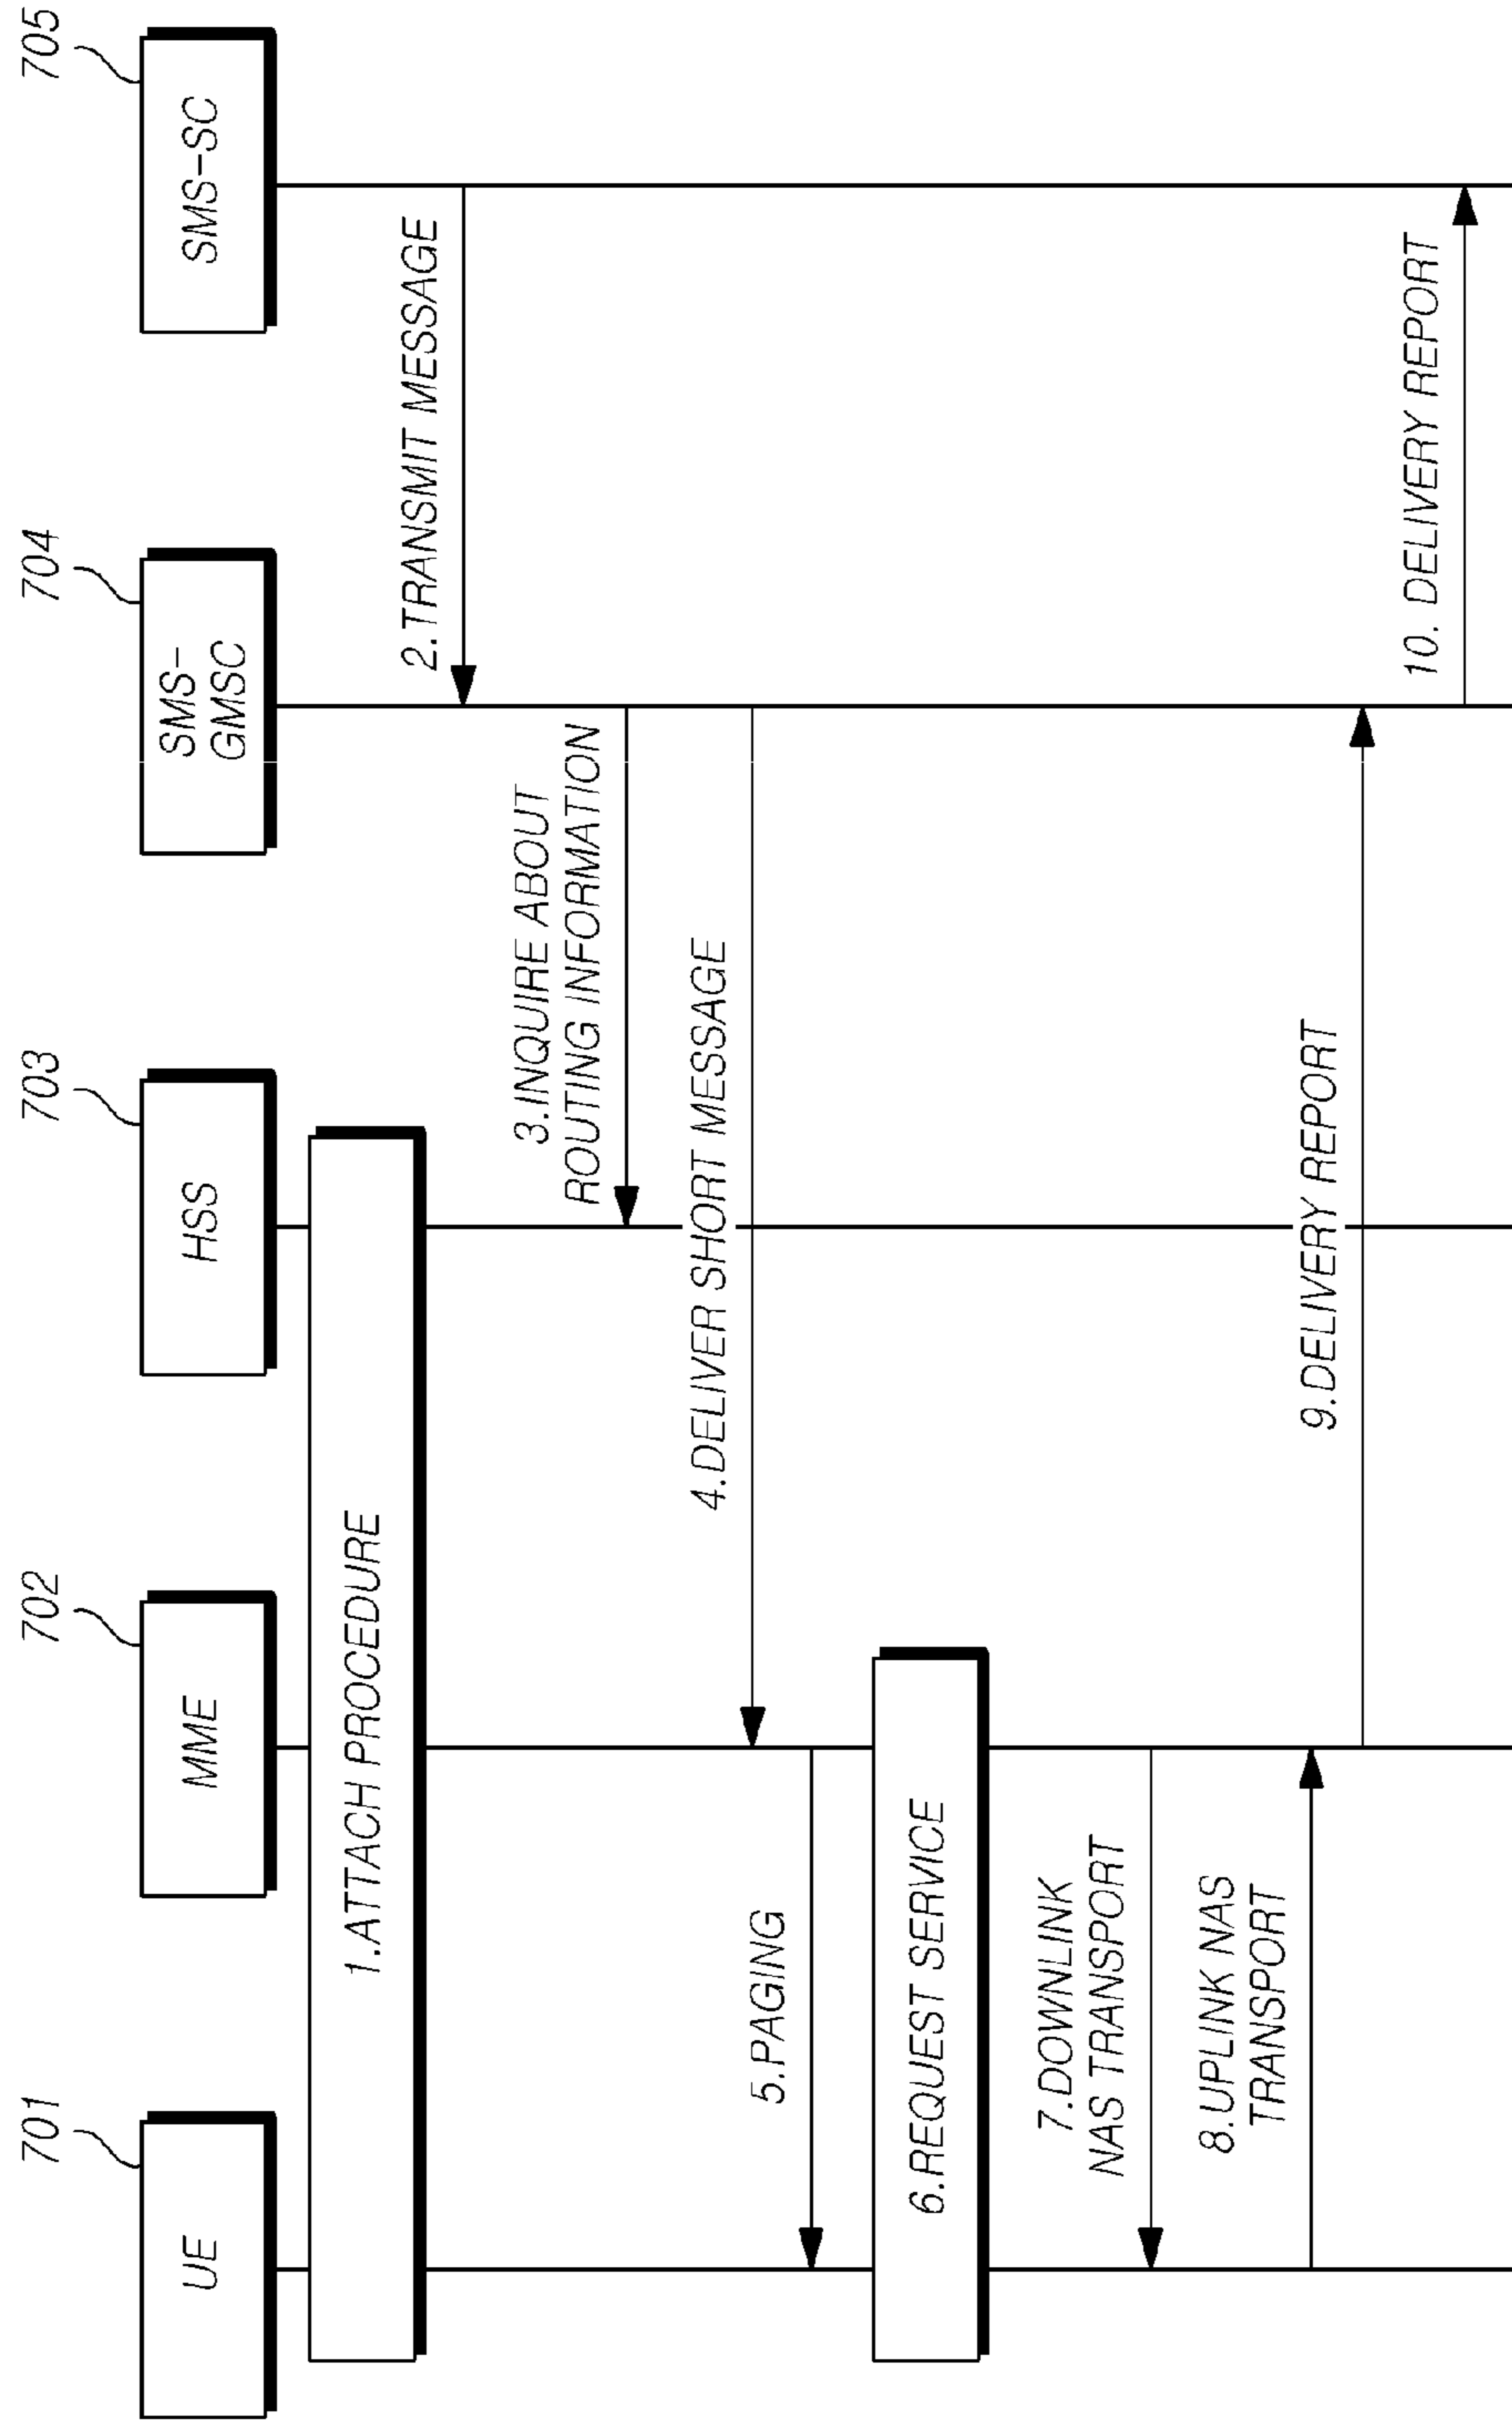 701
702
703
704
705
UE
MME
HSS
SMS-
GMSC
SMS-SC
1.ATTACH PROCEDURE
2.TRANSMIT MESSAGE
3.INQUIRE ABOUT
ROUTING INFORMATION
4.DELIVER SHORT MESSAGE
5.PAGING
6.REQUEST SERVICE
7.DOWNLINK
NAS TRANSPORT
8.UPLINK NAS
TRANSPORT
9.DELIVERY REPORT
10. DELIVERY REPORT